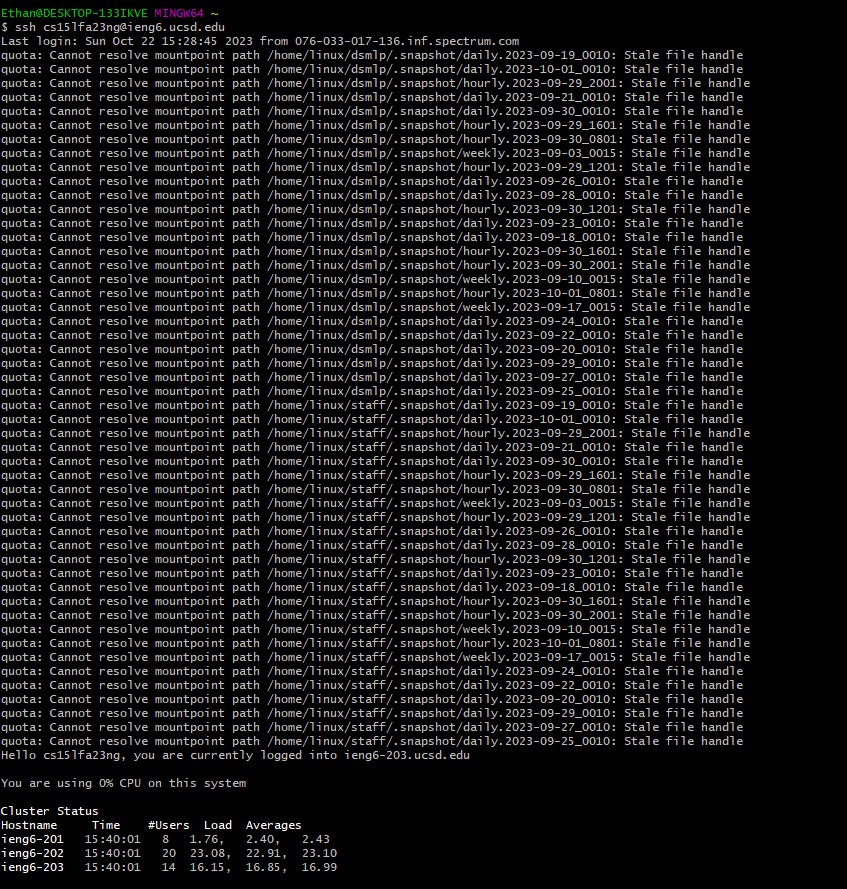 Ethan@DESKTOP-133IKVE MINGW64 ~
$ ssh cs15lfa23ng@ieng6.ucsd.edu
Last login: Sun Oct 22 15:28:45 2023 from 076-033-017-136.inf.spectrum.com
quota: Cannot resolve mountpoint path /home/linux/dsmlp/.snapshot/daily.2023-09-19_0010: Stale file handle
quota: Cannot resolve mountpoint path /home/linux/dsmlp/.snapshot/daily.2023-10-01_0010: Stale file handle
quota: Cannot resolve mountpoint path /home/linux/dsmlp/.snapshot/hourly.2023-09-29_2001: Stale file handle
quota: Cannot resolve mountpoint path /home/linux/dsmlp/.snapshot/daily.2023-09-21_0010: Stale file handle
quota: Cannot resolve mountpoint path /home/linux/dsmlp/.snapshot/daily.2023-09-30_0010: Stale file handle
quota: Cannot resolve mountpoint path /home/linux/dsmlp/.snapshot/hourly.2023-09-29_1601: Stale file handle
quota: Cannot resolve mountpoint path /home/linux/dsmlp/.snapshot/hourly.2023-09-30_0801: Stale file handle
quota: Cannot resolve mountpoint path /home/linux/dsmlp/.snapshot/weekly.2023-09-03_0015: Stale file handle
quota: Cannot resolve mountpoint path /home/linux/dsmlp/.snapshot/hourly.2023-09-29_1201: Stale file handle
quota: Cannot resolve mountpoint path /home/linux/dsmlp/.snapshot/daily.2023-09-26_0010: Stale file handle
quota: Cannot resolve mountpoint path /home/linux/dsmlp/.snapshot/daily.2023-09-28_0010: Stale file handle
quota: Cannot resolve mountpoint path /home/linux/dsmlp/.snapshot/hourly.2023-09-30_1201: Stale file handle
quota: Cannot resolve mountpoint path /home/linux/dsmlp/.snapshot/daily.2023-09-23_0010: Stale file handle
quota: Cannot resolve mountpoint path /home/linux/dsmlp/.snapshot/daily.2023-09-18_0010: Stale file handle
quota: Cannot resolve mountpoint path /home/linux/dsmlp/.snapshot/hourly.2023-09-30_1601: Stale file handle
quota: Cannot resolve mountpoint path /home/linux/dsmlp/.snapshot/hourly.2023-09-30_2001: Stale file handle
quota: Cannot resolve mountpoint path /home/linux/dsmlp/.snapshot/weekly.2023-09-10_0015: Stale file handle
quota: Cannot resolve mountpoint path /home/linux/dsmlp/.snapshot/hourly.2023-10-01_0801: Stale file handle
quota: Cannot resolve mountpoint path /home/linux/dsmlp/.snapshot/weekly.2023-09-17_0015: Stale file handle
quota: Cannot resolve mountpoint path /home/linux/dsmlp/.snapshot/daily.2023-09-24_0010: Stale file handle
quota: Cannot resolve mountpoint path /home/linux/dsmlp/.snapshot/daily.2023-09-22_0010: Stale file handle
quota: Cannot resolve mountpoint path /home/linux/dsmlp/.snapshot/daily.2023-09-20_0010: Stale file handle
quota: Cannot resolve mountpoint path /home/linux/dsmlp/.snapshot/daily.2023-09-29_0010: Stale file handle
quota: Cannot resolve mountpoint path /home/linux/dsmlp/.snapshot/daily.2023-09-27_0010: Stale file handle
quota: Cannot resolve mountpoint path /home/linux/dsmlp/.snapshot/daily.2023-09-25_0010: Stale file handle
quota: Cannot resolve mountpoint path /home/linux/staff/.snapshot/daily.2023-09-19_0010: Stale file handle
quota: Cannot resolve mountpoint path /home/linux/staff/.snapshot/daily.2023-10-01_0010: Stale file handle
quota: Cannot resolve mountpoint path /home/linux/staff/.snapshot/hourly.2023-09-29_2001: Stale file handle
quota: Cannot resolve mountpoint path /home/linux/staff/.snapshot/daily.2023-09-21_0010: Stale file handle
quota: Cannot resolve mountpoint path /home/linux/staff/.snapshot/daily.2023-09-30_0010: Stale file handle
quota: Cannot resolve mountpoint path /home/linux/staff/.snapshot/hourly.2023-09-29_1601: Stale file handle
quota: Cannot resolve mountpoint path /home/linux/staff/.snapshot/hourly.2023-09-30_0801: Stale file handle
quota: Cannot resolve mountpoint path /home/linux/staff/.snapshot/weekly.2023-09-03_0015: Stale file handle
quota: Cannot resolve mountpoint path /home/linux/staff/.snapshot/hourly.2023-09-29_1201: Stale file handle
quota: Cannot resolve mountpoint path /home/linux/staff/.snapshot/daily.2023-09-26_0010: Stale file handle
quota: Cannot resolve mountpoint path /home/linux/staff/.snapshot/daily.2023-09-28_0010: Stale file handle
quota: Cannot resolve mountpoint path /home/linux/staff/.snapshot/hourly.2023-09-30_1201: Stale file handle
quota: Cannot resolve mountpoint path /home/linux/staff/.snapshot/daily.2023-09-23_0010: Stale file handle
quota: Cannot resolve mountpoint path /home/linux/staff/.snapshot/daily.2023-09-18_0010: Stale file handle
quota: Cannot resolve mountpoint path /home/linux/staff/.snapshot/hourly.2023-09-30_1601: Stale file handle
quota: Cannot resolve mountpoint path /home/linux/staff/.snapshot/hourly.2023-09-30_2001: Stale file handle
quota: Cannot resolve mountpoint path /home/linux/staff/.snapshot/weekly.2023-09-10_0015: Stale file handle
quota: Cannot resolve mountpoint path /home/linux/staff/.snapshot/hourly.2023-10-01_0801: Stale file handle
quota: Cannot resolve mountpoint path /home/linux/staff/.snapshot/weekly.2023-09-17_0015: Stale file handle
quota: Cannot resolve mountpoint path /home/linux/staff/.snapshot/daily.2023-09-24_0010: Stale file handle
quota: Cannot resolve mountpoint path /home/linux/staff/.snapshot/daily.2023-09-22_0010: Stale file handle
quota: Cannot resolve mountpoint path /home/linux/staff/.snapshot/daily.2023-09-20_0010: Stale file handle
quota: Cannot resolve mountpoint path /home/linux/staff/.snapshot/daily.2023-09-29_0010: Stale file handle
quota: Cannot resolve mountpoint path /home/linux/staff/.snapshot/daily.2023-09-27_0010: Stale file handle
quota: Cannot resolve mountpoint path /home/linux/staff/.snapshot/daily.2023-09-25_0010: Stale file handle
Hello cs15lfa23ng, you are currently logged into ieng6-203.ucsd.edu
You are using 0% CPU on this system
Cluster Status
Hostname     Time    #Users  Load  Averages
ieng6-201   15:40:01   8   1.76,   2.40,   2.43
ieng6-202   15:40:01   20  23.08,  22.91,  23.10
ieng6-203   15:40:01   14  16.15,  16.85,  16.99